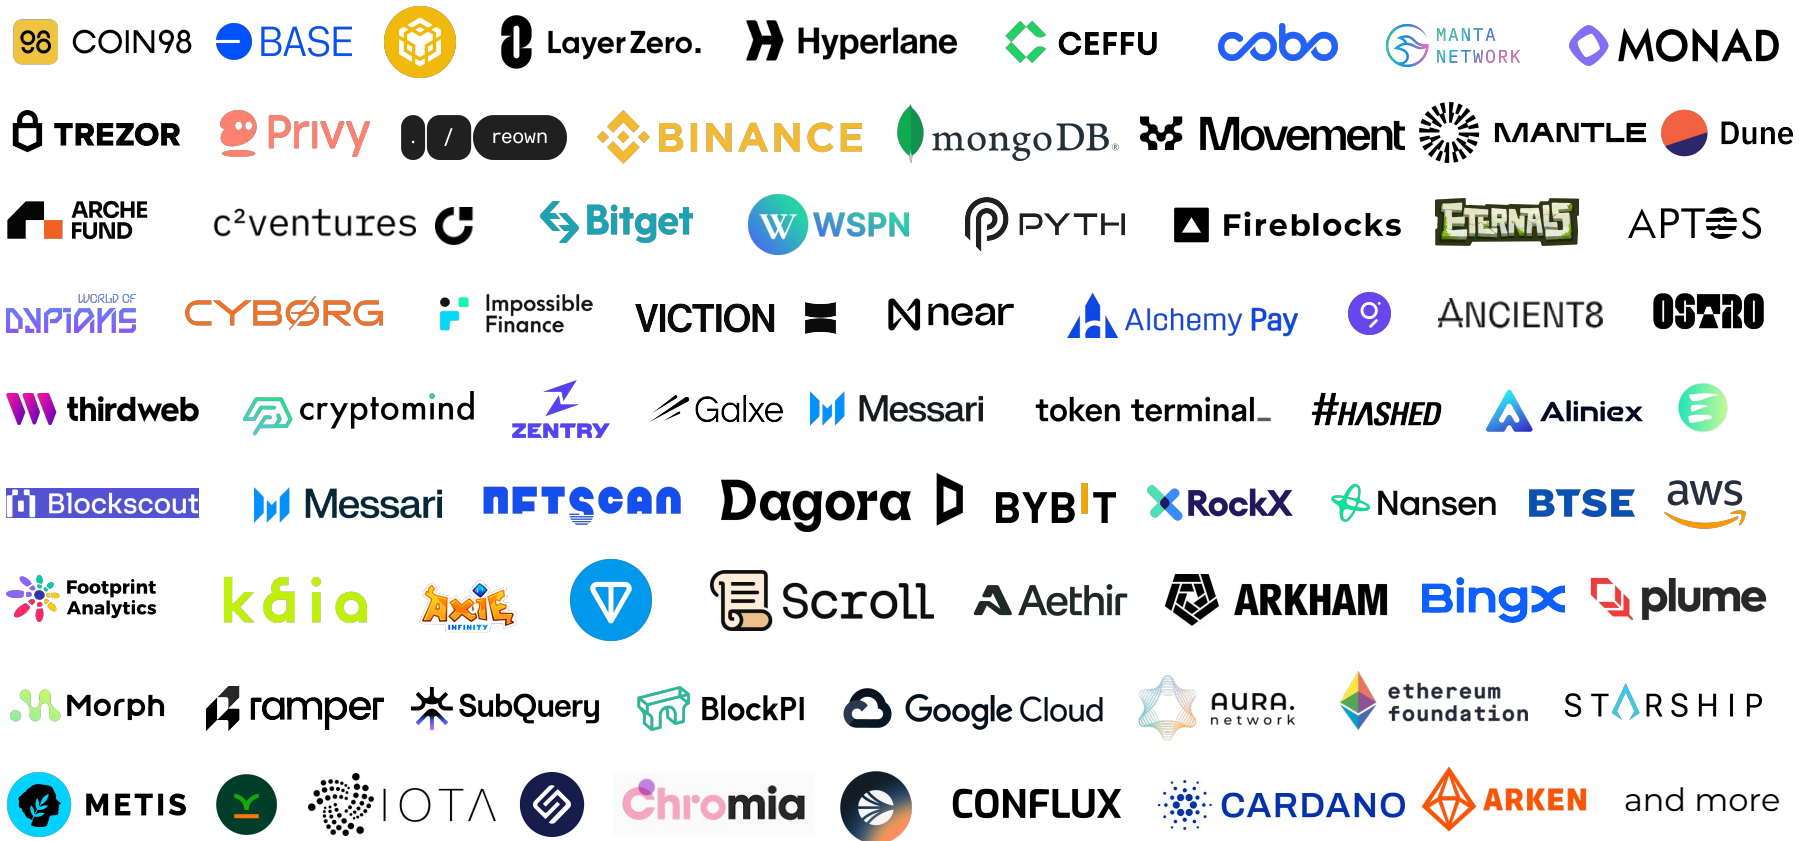 96 COIN98 BASE LayerZero. Hyperlane CEFFU cobo MANTA NETWORK MONAD
TREZOR Privy . / reown BINANCE mongoDB® Movement MANTLE Dune
ARCHE FUND c²ventures Bitget W WSPN PYTH Fireblocks ETERNALS APTOS
WORLD OF DYPIANS CYBORG Impossible Finance VICTION near Alchemy Pay ANCIENT8 OSTRO
thirdweb cryptomind ZENTRY Galxe Messari token terminal_ #HASHED Aliniex
Blockscout Messari NFTSCAN Dagora BYBIT RockX Nansen BTSE aws
Footprint Analytics kaia AXIE INFINITY Scroll Aethir ARKHAM BingX plume
Morph ramper SubQuery BlockPI Google Cloud AURA. network ethereum foundation STARSHIP
METIS IOTA Chromia CONFLUX CARDANO ARKEN and more